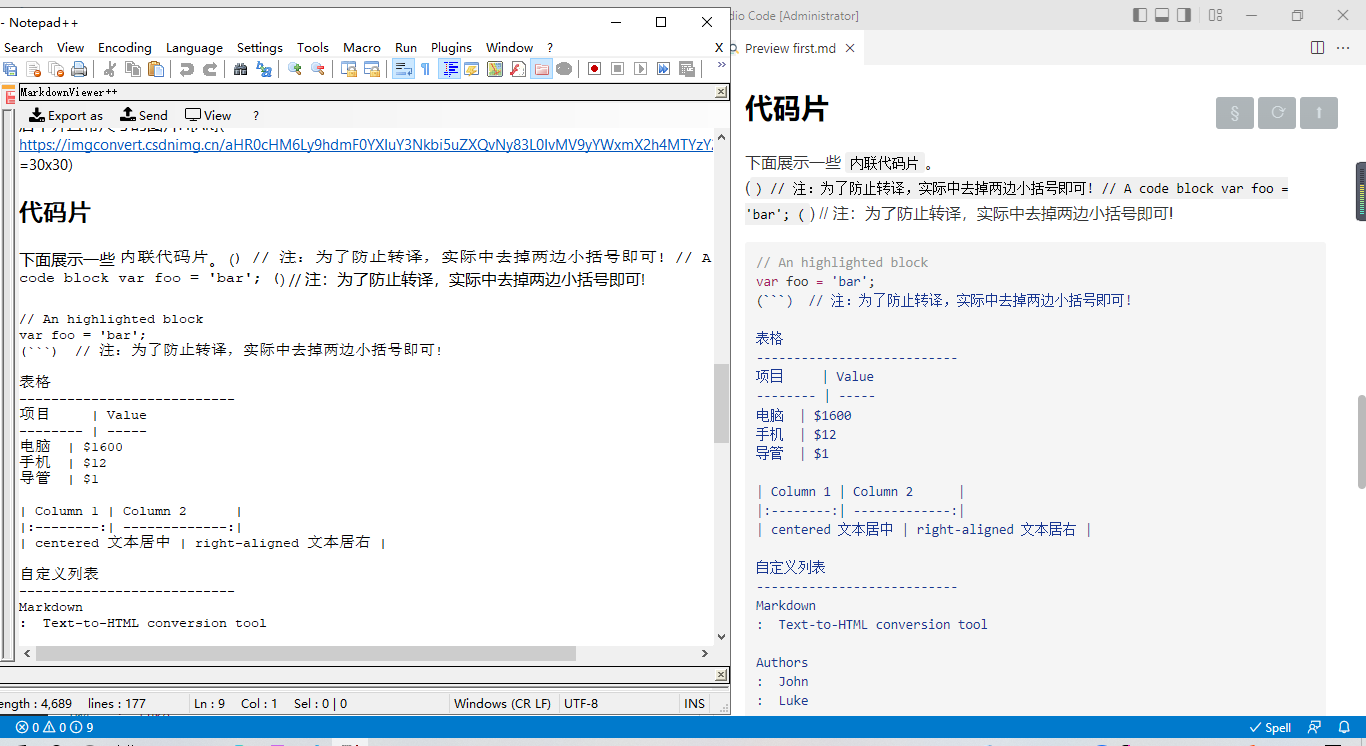 - Notepad++
Search View Encoding Language Settings Tools Macro Run Plugins Window ? X
MarkdownViewer++
Export as Send View ?
https://imgconvert.csdnimg.cn/aHR0cHM6Ly9hdmF0YXIuY3Nkbi5uZXQvNy83L0IvMV9yYWxmX2h4MTYzY
=30x30)
代码片
下面展示一些 内联代码片。 () // 注：为了防止转译，实际中去掉两边小括号即可！// A
code block var foo = 'bar'; ()// 注：为了防止转译，实际中去掉两边小括号即可!
// An highlighted block
var foo = 'bar';
(```)  // 注：为了防止转译，实际中去掉两边小括号即可!
表格
---------------------------
项目     | Value
-------- | -----
电脑  | $1600
手机  | $12
导管  | $1
| Column 1 | Column 2      |
|:--------:| -------------:|
| centered 文本居中 | right-aligned 文本居右 |
自定义列表
---------------------------
Markdown
:  Text-to-HTML conversion tool
ength : 4,689 lines : 177 Ln : 9 Col : 1 Sel : 0 | 0 Windows (CR LF) UTF-8 INS
dio Code [Administrator]
Preview first.md
代码片
§
下面展示一些 内联代码片 。
() // 注：为了防止转译，实际中去掉两边小括号即可！// A code block var foo =
'bar'; () // 注：为了防止转译，实际中去掉两边小括号即可!
// An highlighted block
var foo = 'bar';
(```)  // 注：为了防止转译，实际中去掉两边小括号即可!
表格
---------------------------
项目     | Value
-------- | -----
电脑  | $1600
手机  | $12
导管  | $1
| Column 1 | Column 2      |
|:--------:| -------------:|
| centered 文本居中 | right-aligned 文本居右 |
自定义列表
---------------------------
Markdown
:  Text-to-HTML conversion tool
Authors
:  John
:  Luke
0 0 9 Spell